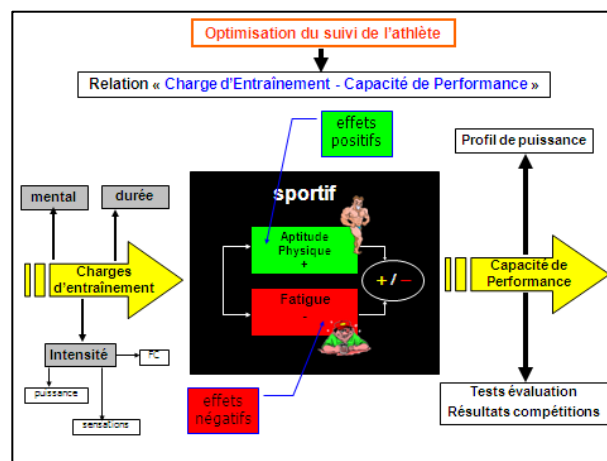 Optimisation du suivi de l'athlète
Relation « Charge d'Entraînement - Capacité de Performance »
effets
positifs
Profil de puissance
mental
durée
sportif
Aptitude
Physique
+
Charges
d'entraînement
+ / -
Capacité de
Performance
Fatigue
-
Intensité
FC
puissance
sensations
effets
négatifs
Tests évaluation
Résultats compétitions